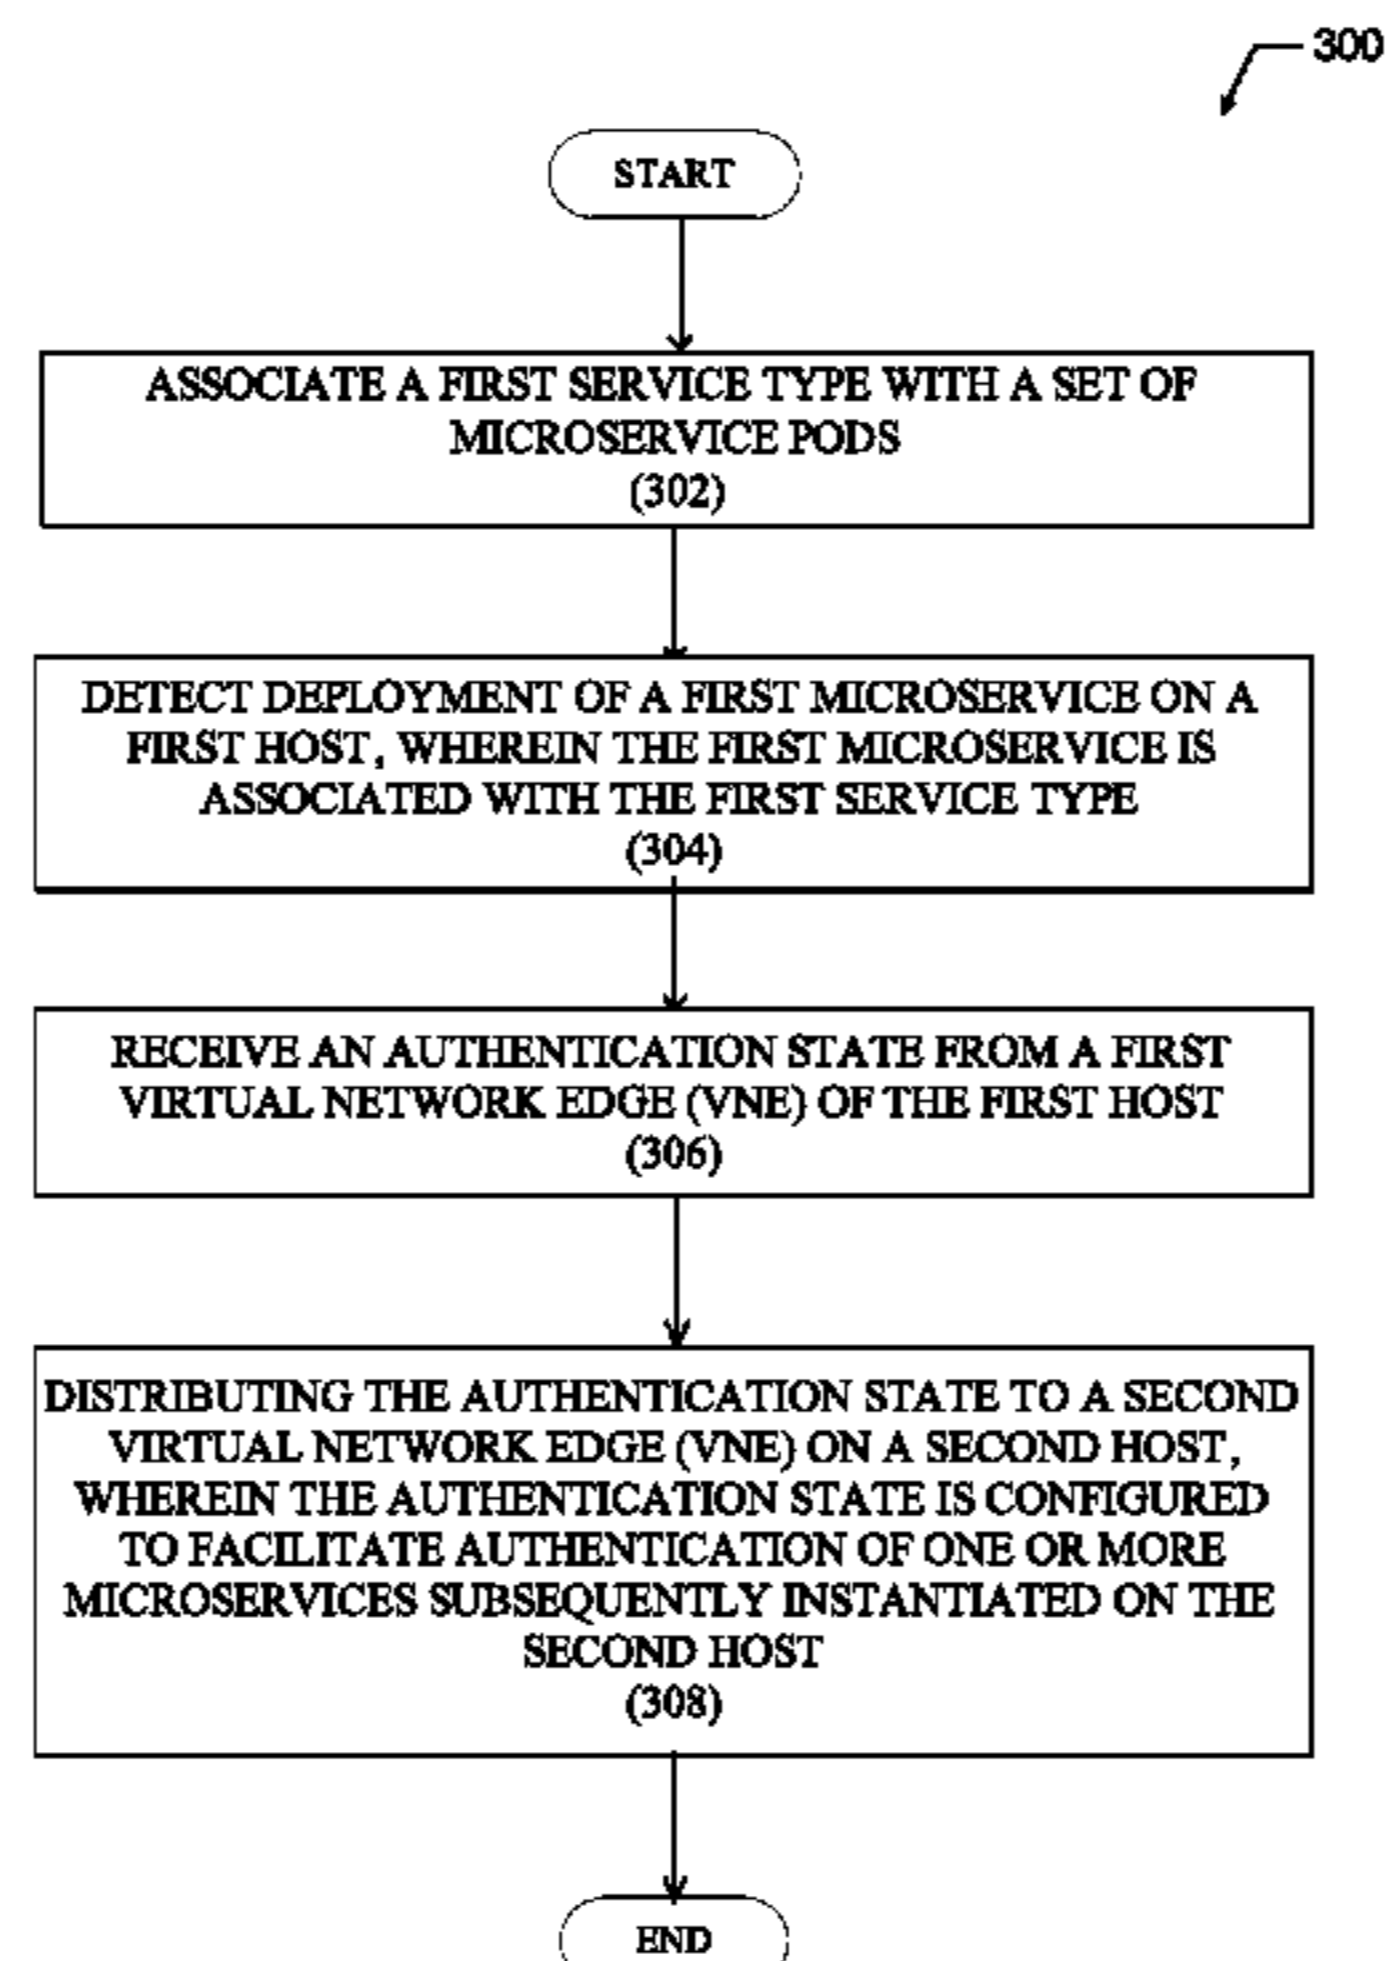 300
START
ASSOCIATE A FIRST SERVICE TYPE WITH A SET OF
MICROSERVICE PODS
(302)
DETECT DEPLOYMENT OF A FIRST MICROSERVICE ON A
FIRST HOST, WHEREIN THE FIRST MICROSERVICE IS
ASSOCIATED WITH THE FIRST SERVICE TYPE
(304)
RECEIVE AN AUTHENTICATION STATE FROM A FIRST
VIRTUAL NETWORK EDGE (VNE) OF THE FIRST HOST
(306)
DISTRIBUTING THE AUTHENTICATION STATE TO A SECOND
VIRTUAL NETWORK EDGE (VNE) ON A SECOND HOST,
WHEREIN THE AUTHENTICATION STATE IS CONFIGURED
TO FACILITATE AUTHENTICATION OF ONE OR MORE
MICROSERVICES SUBSEQUENTLY INSTANTIATED ON THE
SECOND HOST
(308)
END